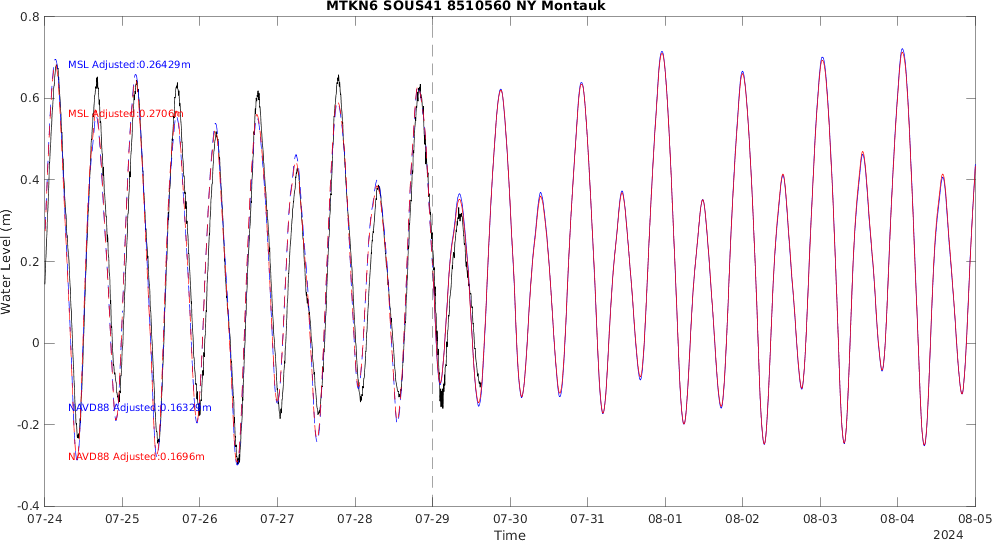 MTKN6 SOUS41 8510560 NY Montauk
0.8
MSL Adjusted:0.26429m
0.6
MSL Adjusted:0.2706m
0.4
Water Level (m)
0.2
0
NAVD88 Adjusted:0.16329m
-0.2
NAVD88 Adjusted:0.1696m
-0.4
07-24 07-25 07-26 07-27 07-28 07-29 07-30 07-31 08-01 08-02 08-03 08-04 08-05
Time
2024